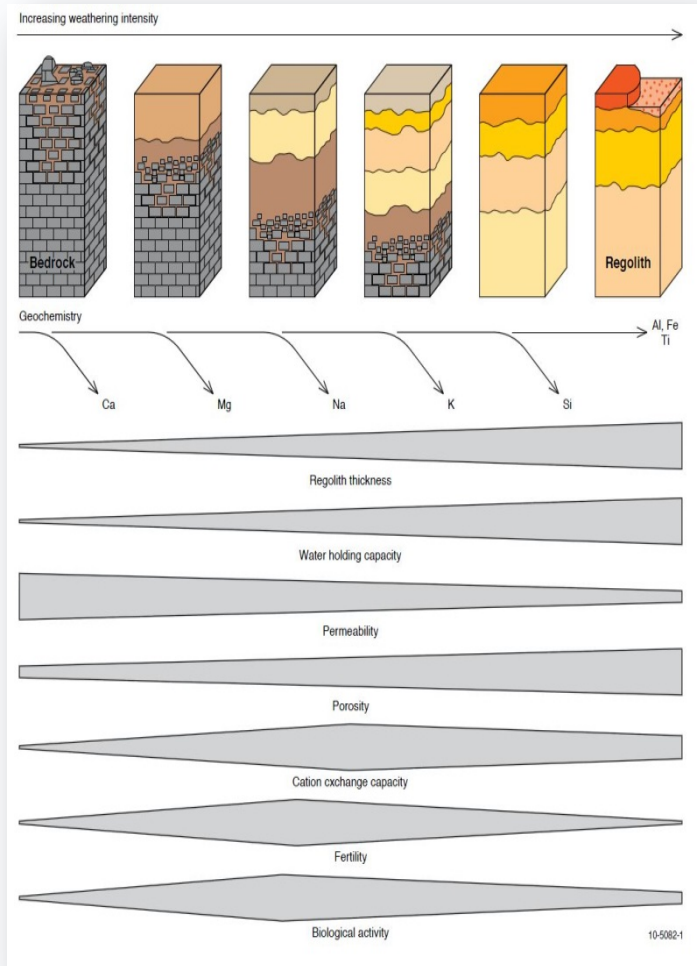 Increasing weathering intensity
Bedrock
Regolith
Geochemistry
Al, Fe
Ti
Ca
Mg
Na
K
Si
Regolith thickness
Water holding capacity
Permeability
Porosity
Cation cxchange capacity
Fertility
Biological activity
10-5082-1